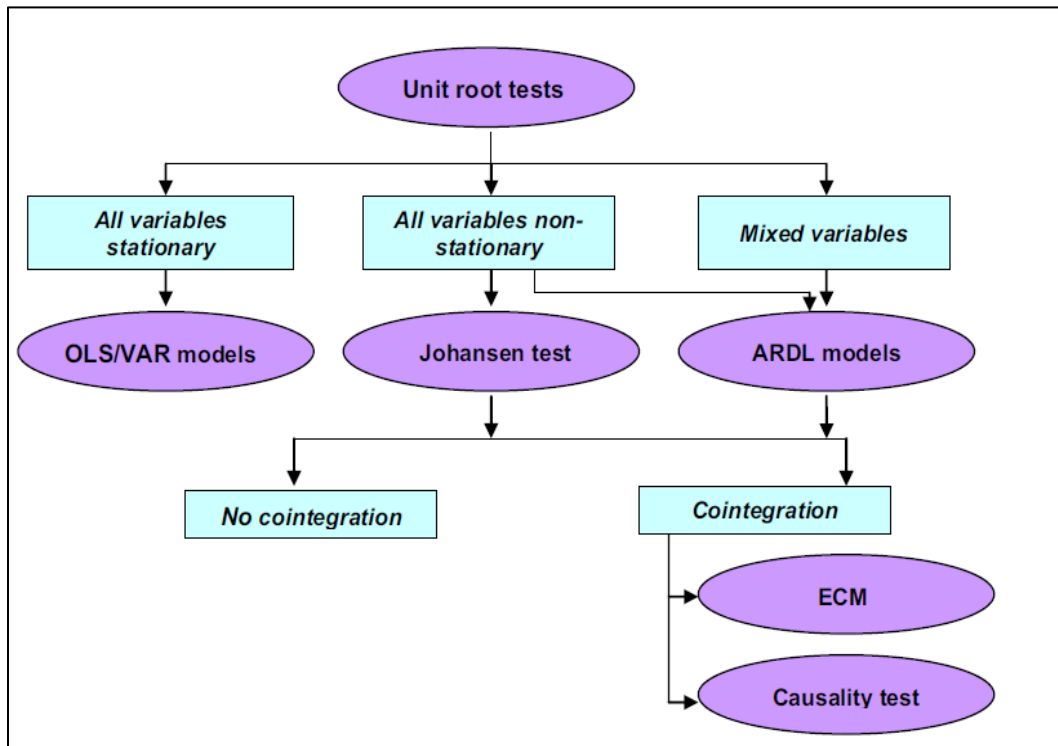 Unit root tests
All variables
stationary
All variables non-
stationary
Mixed variables
OLS/VAR models
Johansen test
ARDL models
No cointegration
Cointegration
ECM
Causality test